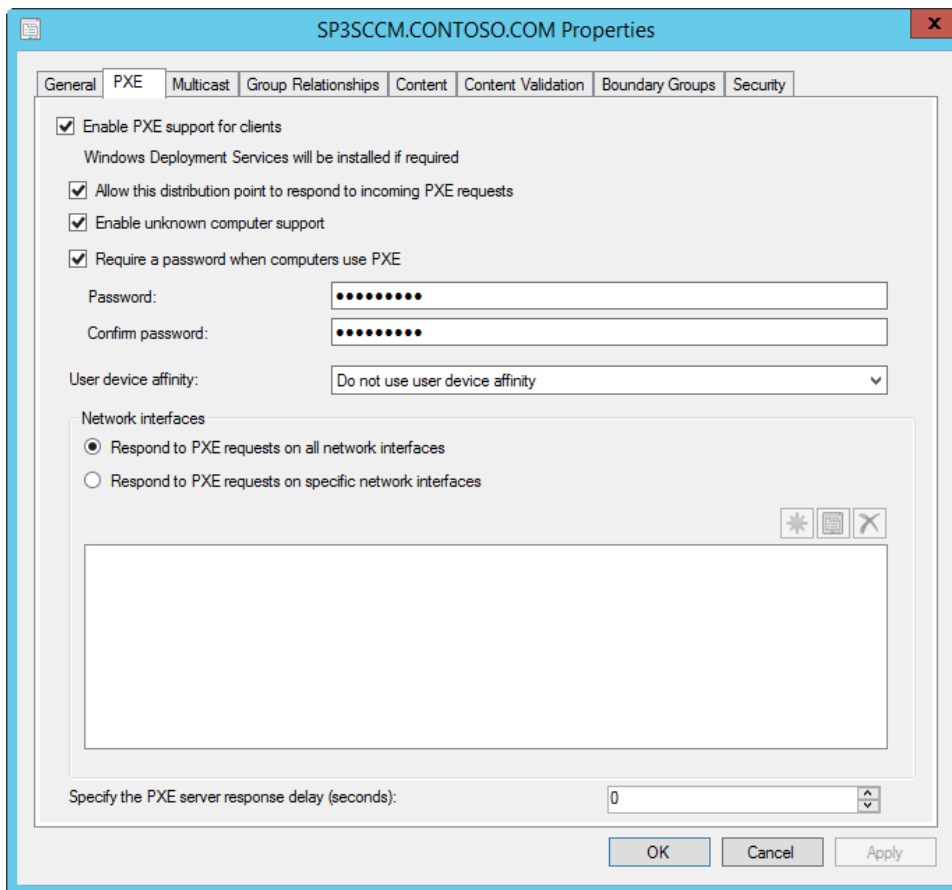 SP3SCCM.CONTOSO.COM Properties
x
General PXE Multicast Group Relationships Content Content Validation Boundary Groups Security
Enable PXE support for clients
Windows Deployment Services will be installed if required
Allow this distribution point to respond to incoming PXE requests
Enable unknown computer support
Require a password when computers use PXE
Password: ●●●●●●●●●
Confirm password: ●●●●●●●●●
User device affinity: Do not use user device affinity
Network interfaces
Respond to PXE requests on all network interfaces
Respond to PXE requests on specific network interfaces
Specify the PXE server response delay (seconds): 0
OK Cancel Apply